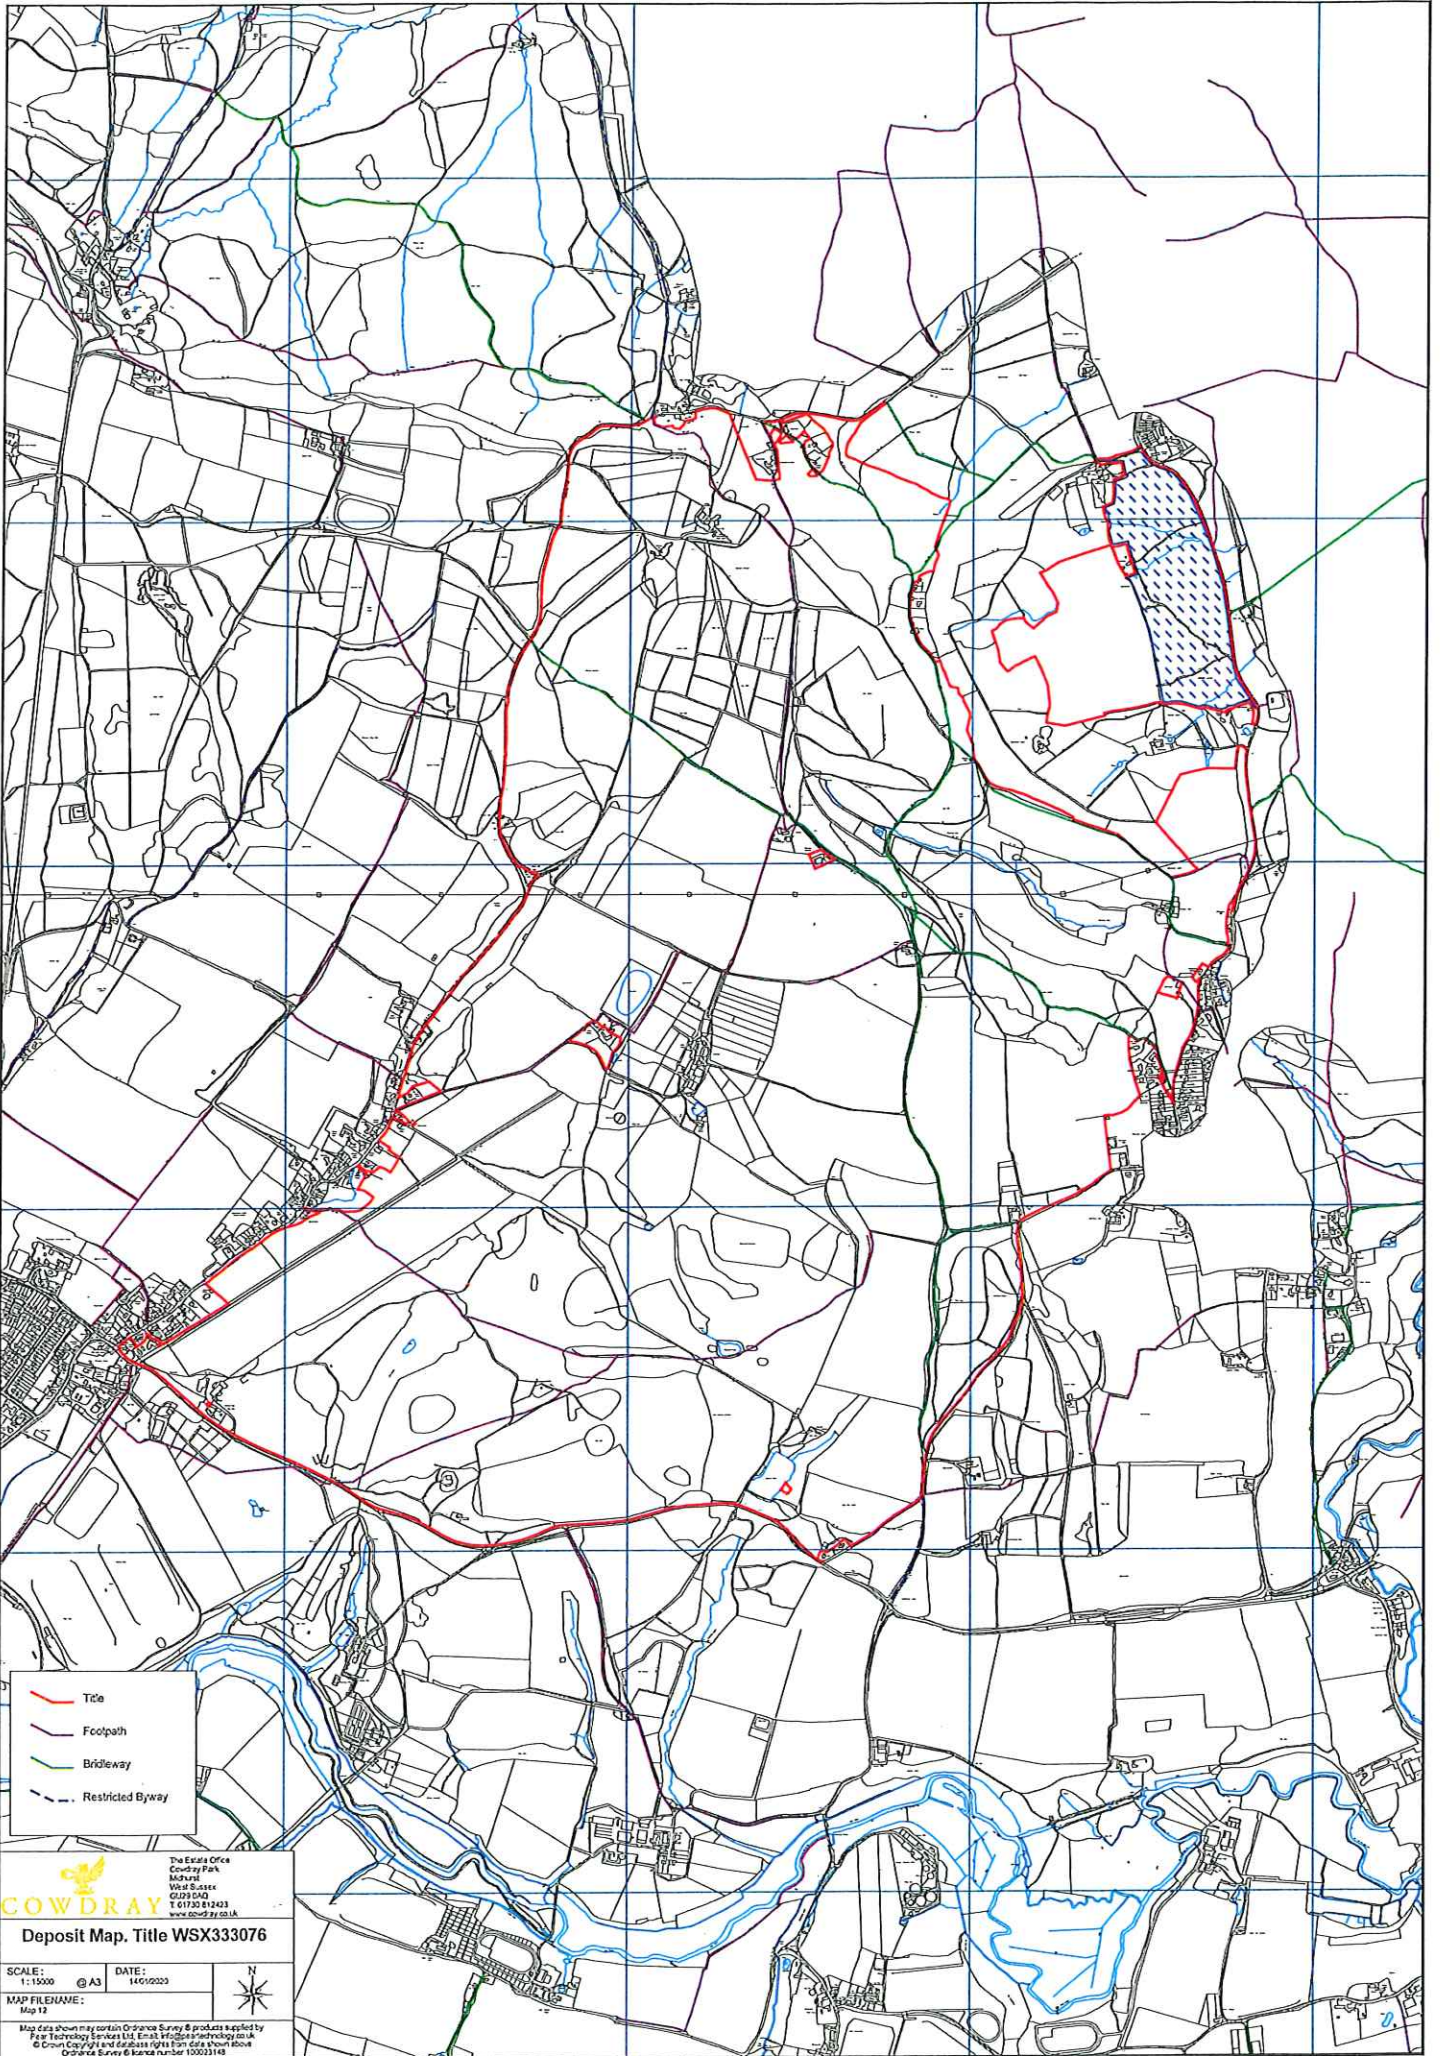 Title
Footpath
Bridleway
Restricted Byway
COWDRAY
The Estate Office
Cowdray Park
Midhurst
West Sussex
GU29 0AQ
T 01730 812423
www.cowdray.co.uk
Deposit Map. Title WSX333076
SCALE:
1:15000 @ A3
DATE:
14/01/2020
N
MAP FILENAME:
Map 12
Map data shown may contain Ordnance Survey & products supplied by
Pear Technology Services Ltd, Email: info@peartechnology.co.uk
© Crown Copyright and database rights from date shown above
Ordnance Survey ® licence number 100023148